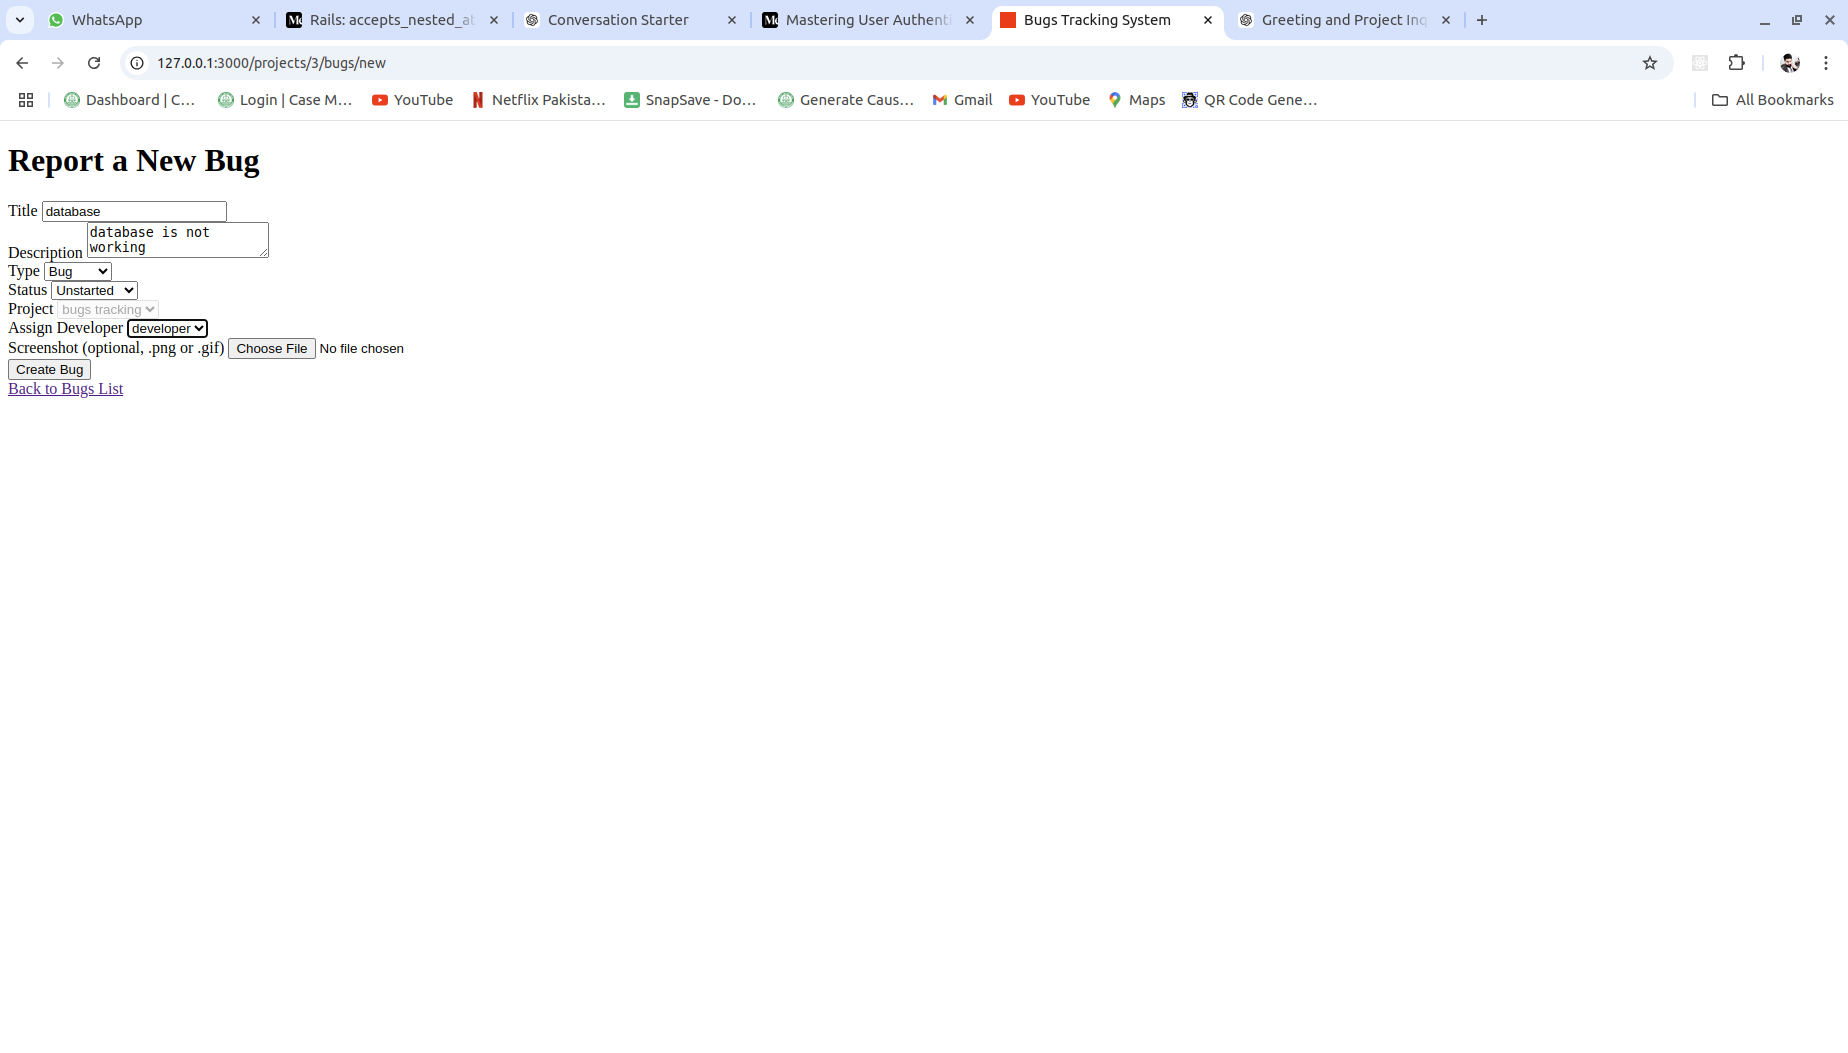 WhatsApp
Rails: accepts_nested_at
Conversation Starter
Mastering User Authenti
Bugs Tracking System
Greeting and Project Inq
127.0.0.1:3000/projects/3/bugs/new
Dashboard | C...
Login | Case M...
YouTube
Netflix Pakista...
SnapSave - Do...
Generate Caus...
Gmail
YouTube
Maps
QR Code Gene...
All Bookmarks
Report a New Bug
Title database
Description database is not
working
Type Bug
Status Unstarted
Project bugs tracking
Assign Developer developer
Screenshot (optional, .png or .gif) Choose File No file chosen
Create Bug
Back to Bugs List